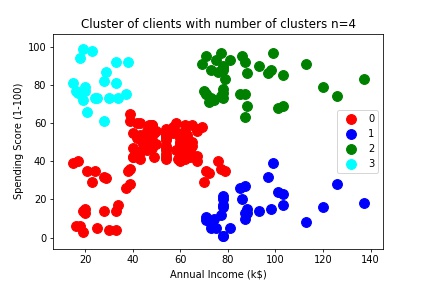 Cluster of clients with number of clusters n=4
Spending Score (1-100)
100
80
60
40
20
0
0
1
2
3
20 40 60 80 100 120 140
Annual Income (k$)